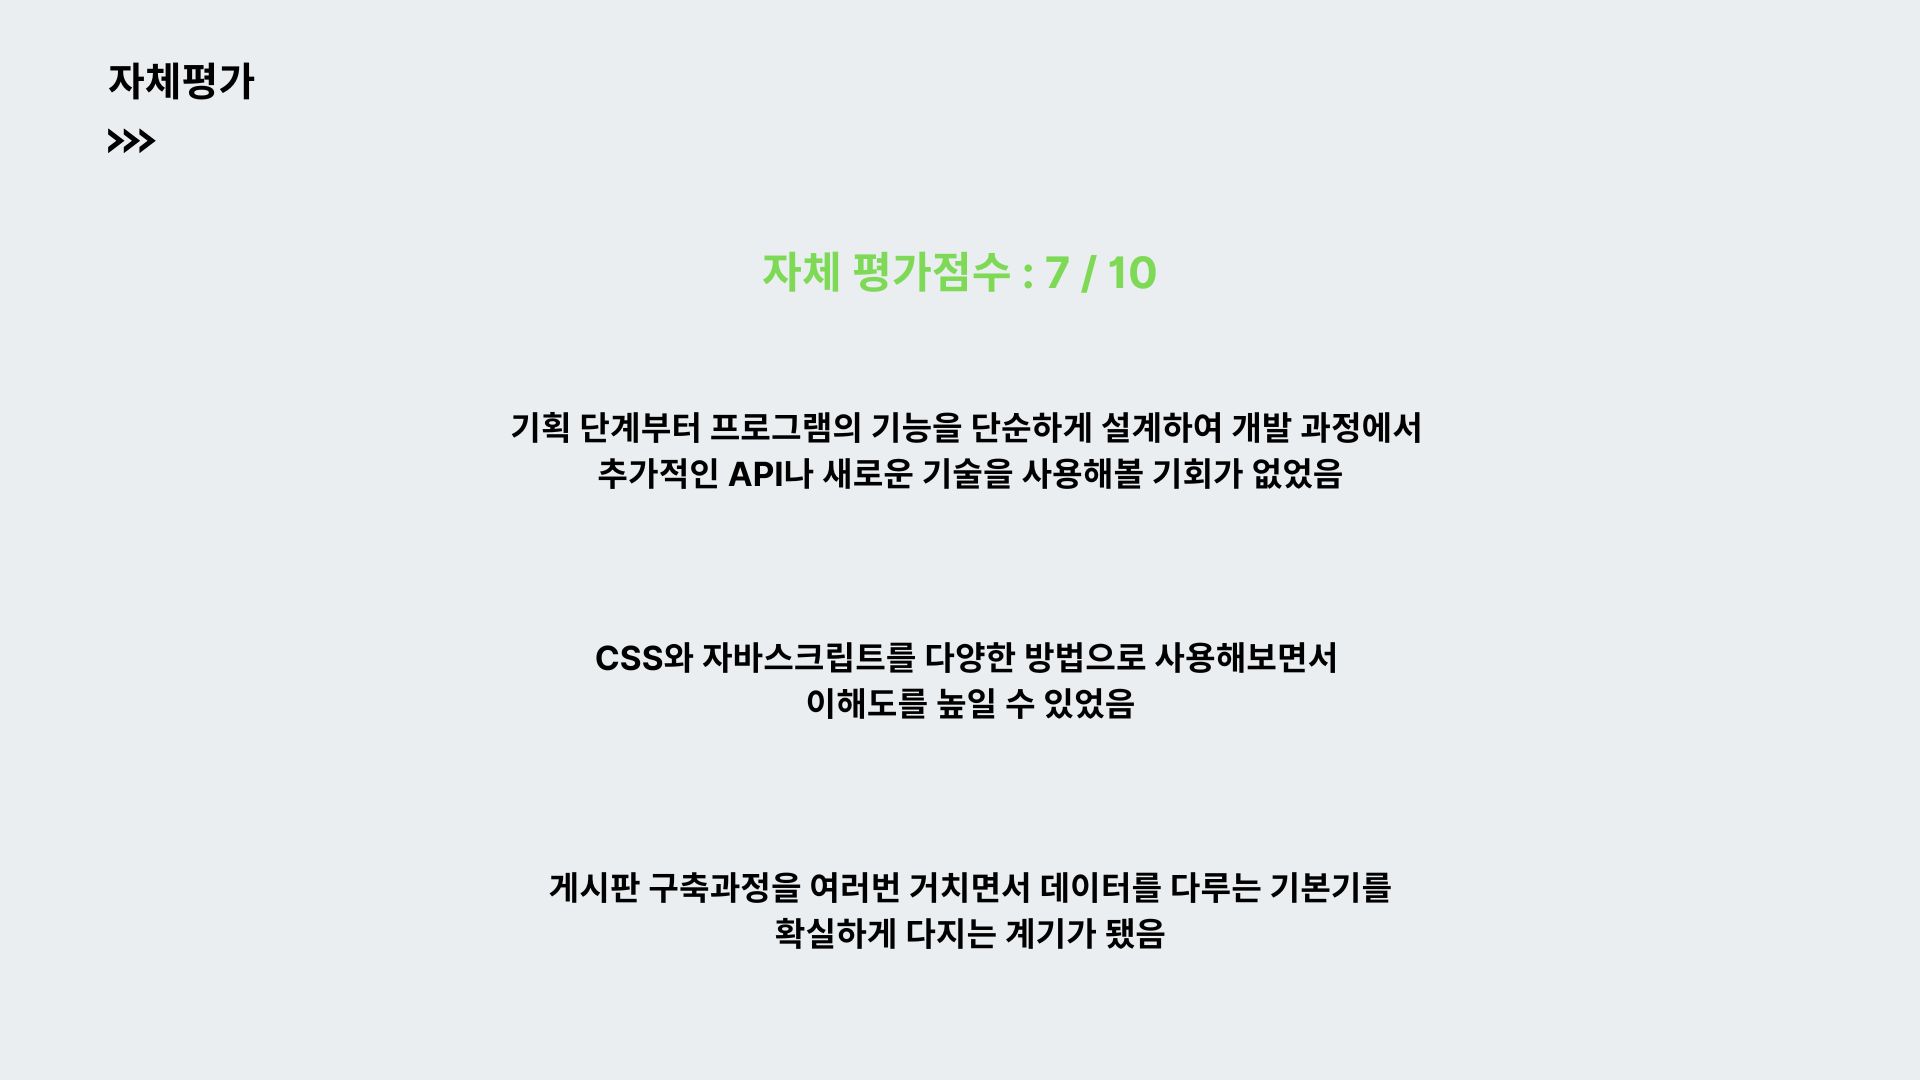 자체평가
>>>
자체 평가점수 : 7 / 10
기획 단계부터 프로그램의 기능을 단순하게 설계하여 개발 과정에서
추가적인 API나 새로운 기술을 사용해볼 기회가 없었음
CSS와 자바스크립트를 다양한 방법으로 사용해보면서
이해도를 높일 수 있었음
게시판 구축과정을 여러번 거치면서 데이터를 다루는 기본기를
확실하게 다지는 계기가 됐음